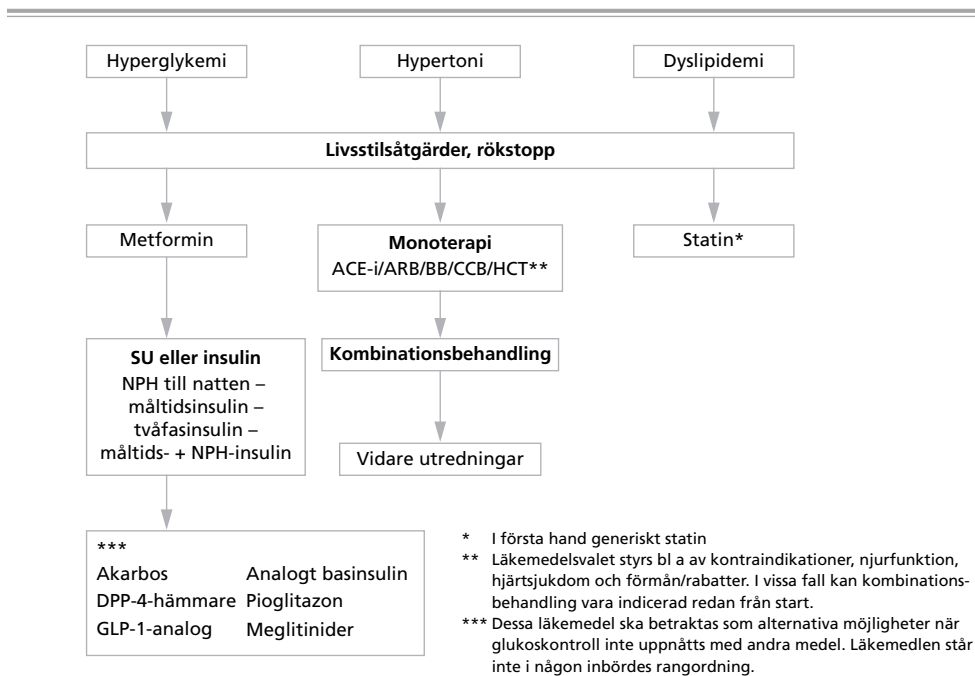 Hyperglykemi
Hypertoni
Dyslipidemi
Livsstilsåtgärder, rökstopp
Metformin
Monoterapi
ACE-i/ARB/BB/CCB/HCT**
Statin*
SU eller insulin
NPH till natten –
måltidsinsulin –
tvåfasinsulin –
måltids- + NPH-insulin
Kombinationsbehandling
Vidare utredningar
***
Akarbos Analogt basinsulin
DPP-4-hämmare Pioglitazon
GLP-1-analog Meglitinider
* I första hand generiskt statin
** Läkemedelsvalet styrs bl a av kontraindikationer, njurfunktion,
hjärtsjukdom och förmån/rabatter. I vissa fall kan kombinations-
behandling vara indicerad redan från start.
*** Dessa läkemedel ska betraktas som alternativa möjligheter när
glukoskontroll inte uppnåtts med andra medel. Läkemedlen står
inte i någon inbördes rangordning.